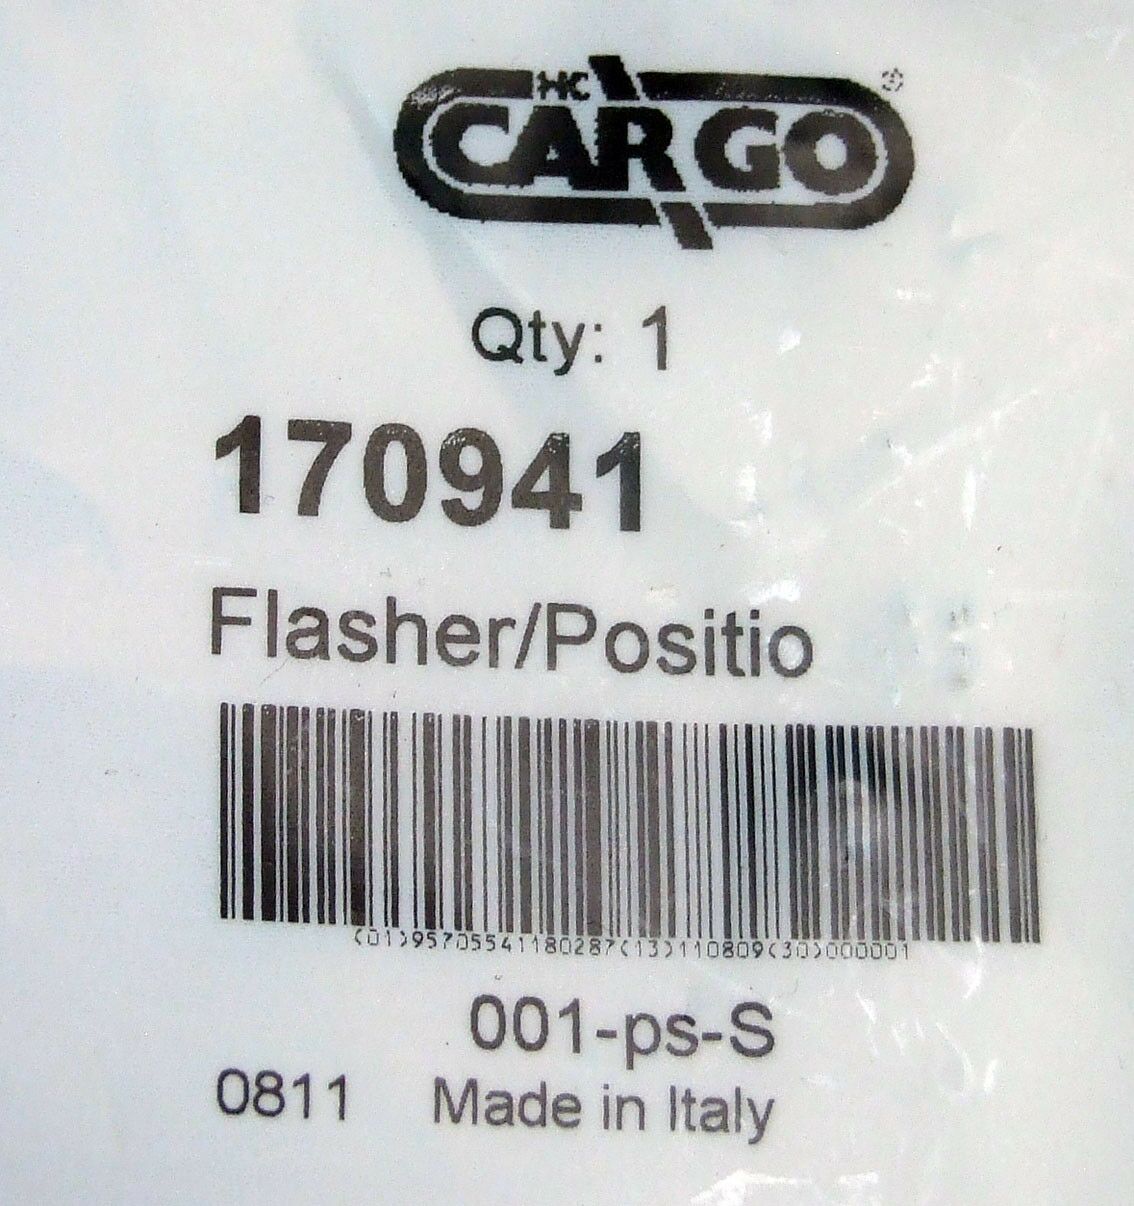 HC
CARGO
Qty: 1
170941
Flasher/Positio
(01)95705541180287(13)110809(30)000001
001-ps-S
0811 Made in Italy